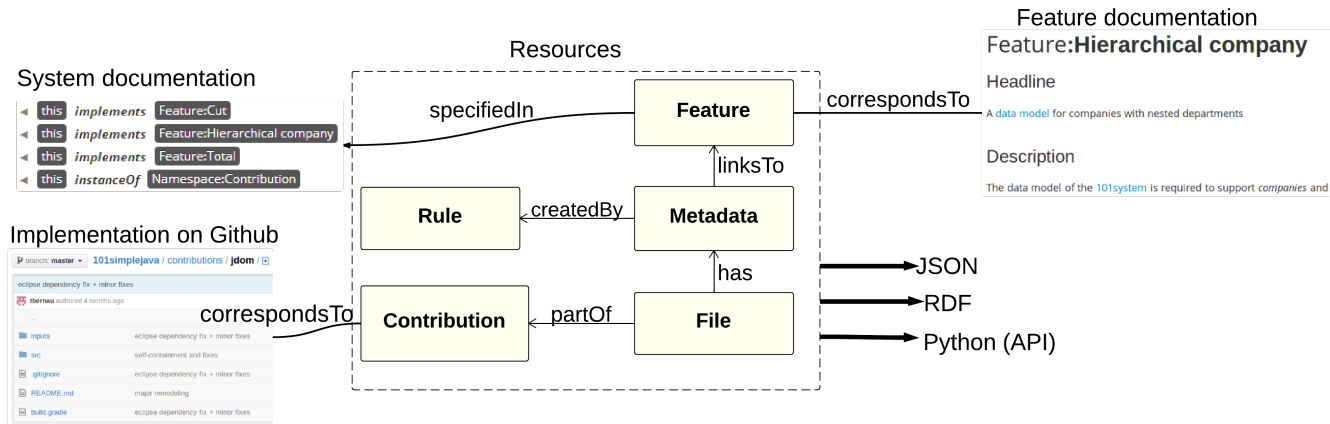 Feature documentation
Feature:Hierarchical company
Headline
A data model for companies with nested departments
Description
The data model of the 101system is required to support companies and
Resources
System documentation
this implements Feature:Cut
this implements Feature:Hierarchical company
this implements Feature:Total
this instanceOf Namespace:Contribution
specifiedIn
Feature
correspondsTo
linksTo
Rule
createdBy
Metadata
has
Implementation on Github
branch: master
101simplejava / contributions / jdom /
eclipse dependency fix + minor fixes
tbernau authored 4 months ago
..
inputs eclipse dependency fix + minor fixes
src self-containment and fixes
.gitignore eclipse dependency fix + minor fixes
README.md major remodeling
build.gradle eclipse dependency fix + minor fixes
correspondsTo
Contribution
partOf
File
JSON
RDF
Python (API)